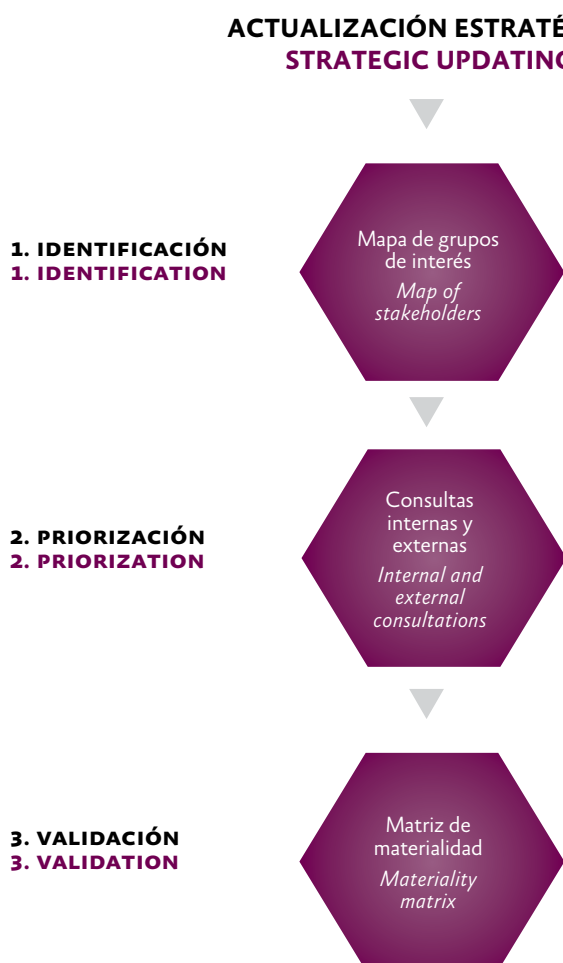 ACTUALIZACIÓN ESTRATÉ
STRATEGIC UPDATING
1. IDENTIFICACIÓN
1. IDENTIFICATION
Mapa de grupos
de interés
Map of
stakeholders
2. PRIORIZACIÓN
2. PRIORIZATION
Consultas
internas y
externas
Internal and
external
consultations
3. VALIDACIÓN
3. VALIDATION
Matriz de
materialidad
Materiality
matrix